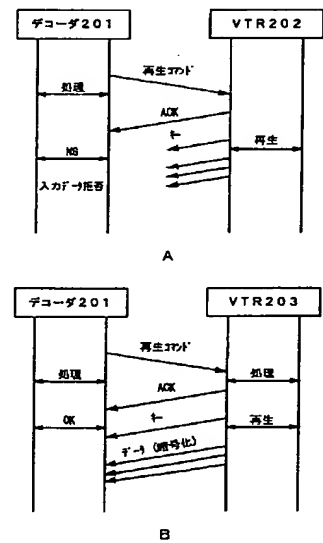 デコーダ201
VTR202
再生コマンド
処理
ACK
キー
再生
NG
入力データ拒否
A
デコーダ201
VTR203
再生コマンド
処理
処理
ACK
キー
OK
再生
データ (暗号化)
B